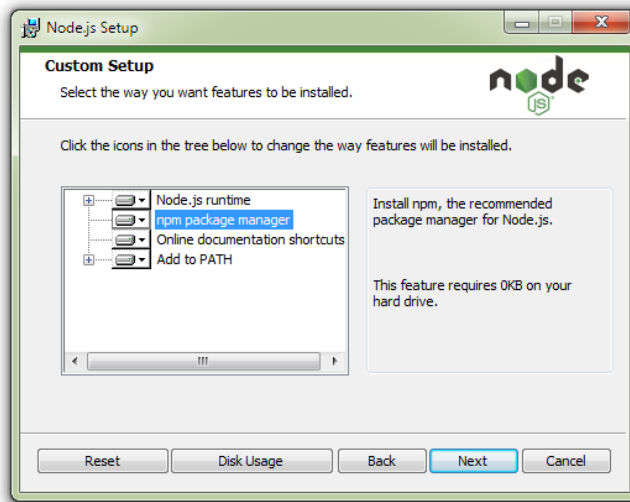 Node.js Setup
Custom Setup
Select the way you want features to be installed.
node
JS
Click the icons in the tree below to change the way features will be installed.
Node.js runtime
npm package manager
Online documentation shortcuts
Add to PATH
Install npm, the recommended
package manager for Node.js.
This feature requires 0KB on your
hard drive.
Reset
Disk Usage
Back
Next
Cancel